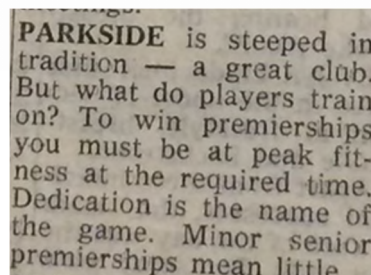 meetings.
PARKSIDE is steeped in
tradition — a great club.
But what do players train
on? To win premierships
you must be at peak fit-
ness at the required time.
Dedication is the name of
the game. Minor senior
premierships mean little